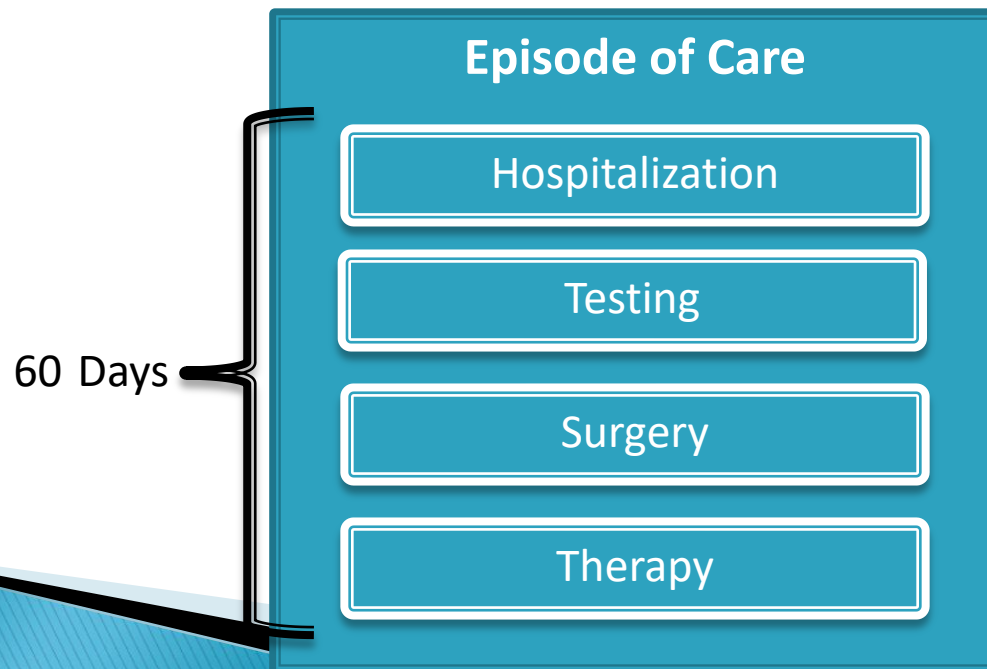 Episode of Care
Hospitalization
Testing
60 Days
Surgery
Therapy